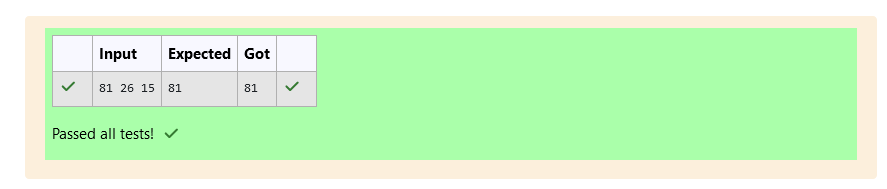 Input Expected Got
81 26 15 81 81
Passed all tests!